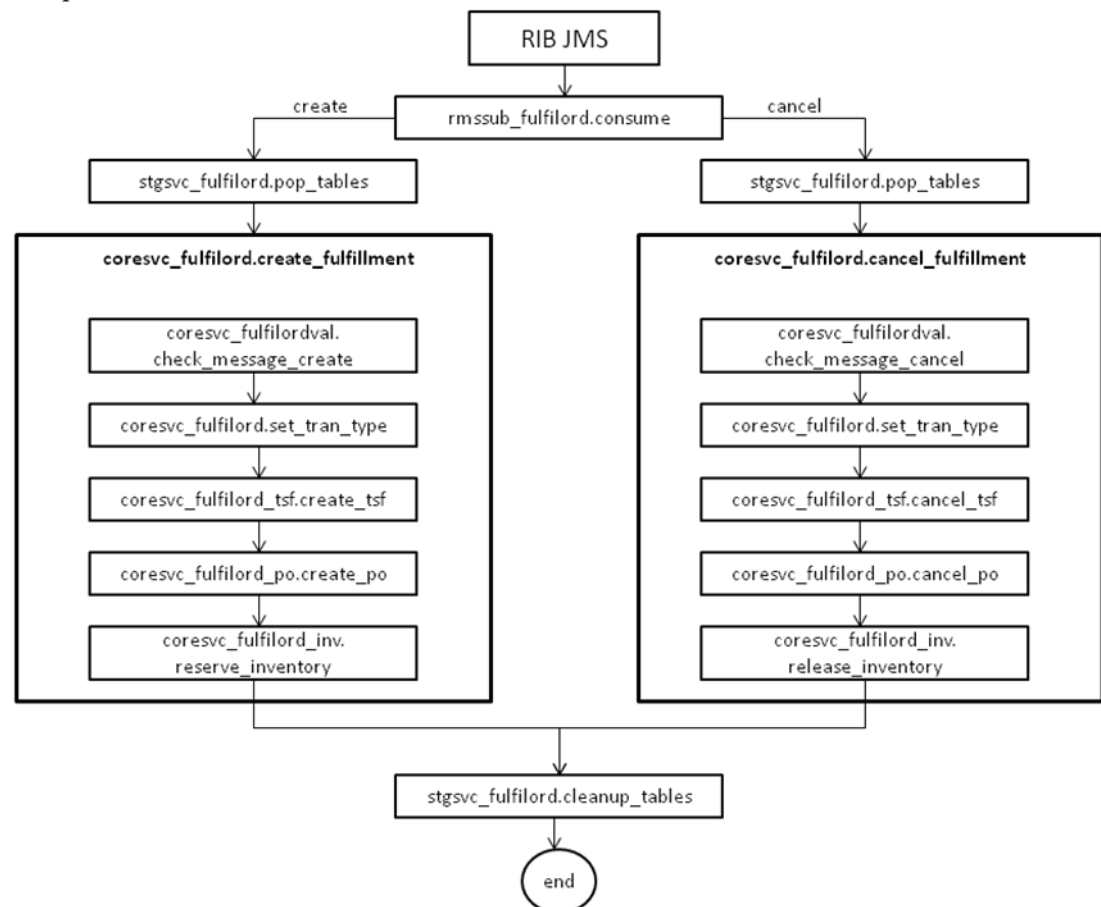 RIB JMS
create
rmssub_fulfilord.consume
cancel
stgsvc_fulfilord.pop_tables
stgsvc_fulfilord.pop_tables
coresvc_fulfilord.create_fulfillment
coresvc_fulfilordval.
check_message_create
coresvc_fulfilord.set_tran_type
coresvc_fulfilord_tsf.create_tsf
coresvc_fulfilord_po.create_po
coresvc_fulfilord_inv.
reserve_inventory
coresvc_fulfilord.cancel_fulfillment
coresvc_fulfilordval.
check_message_cancel
coresvc_fulfilord.set_tran_type
coresvc_fulfilord_tsf.cancel_tsf
coresvc_fulfilord_po.cancel_po
coresvc_fulfilord_inv.
release_inventory
stgsvc_fulfilord.cleanup_tables
end